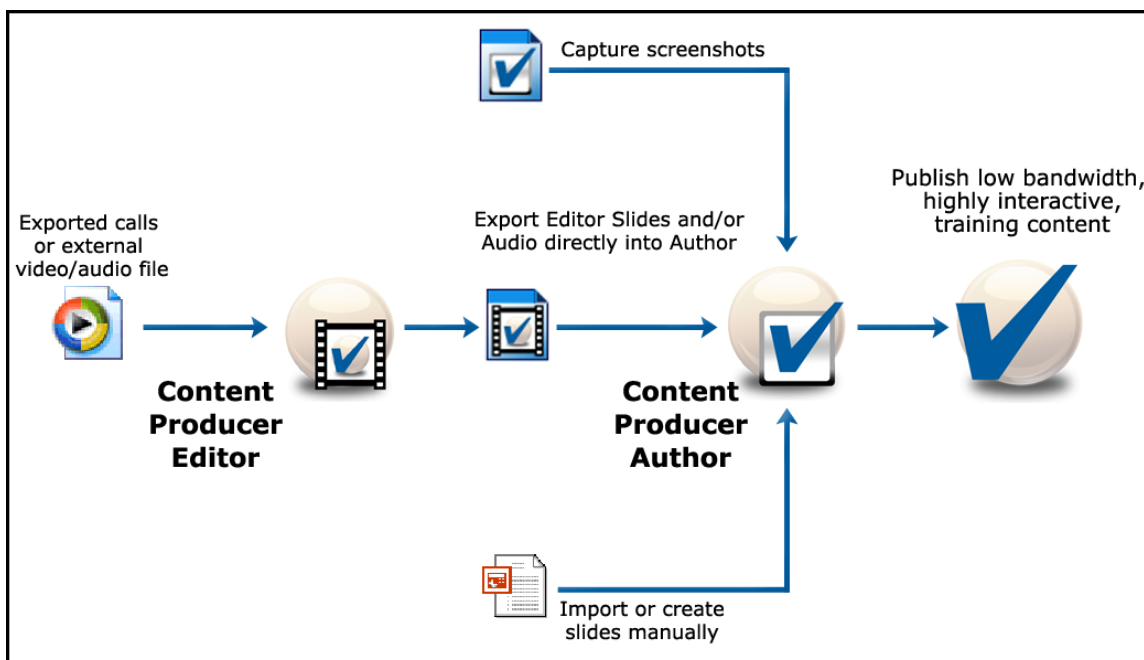 Capture screenshots
Publish low bandwidth,
highly interactive,
training content
Exported calls
or external
video/audio file
Export Editor Slides and/or
Audio directly into Author
Content
Producer
Editor
Content
Producer
Author
Import or create
slides manually